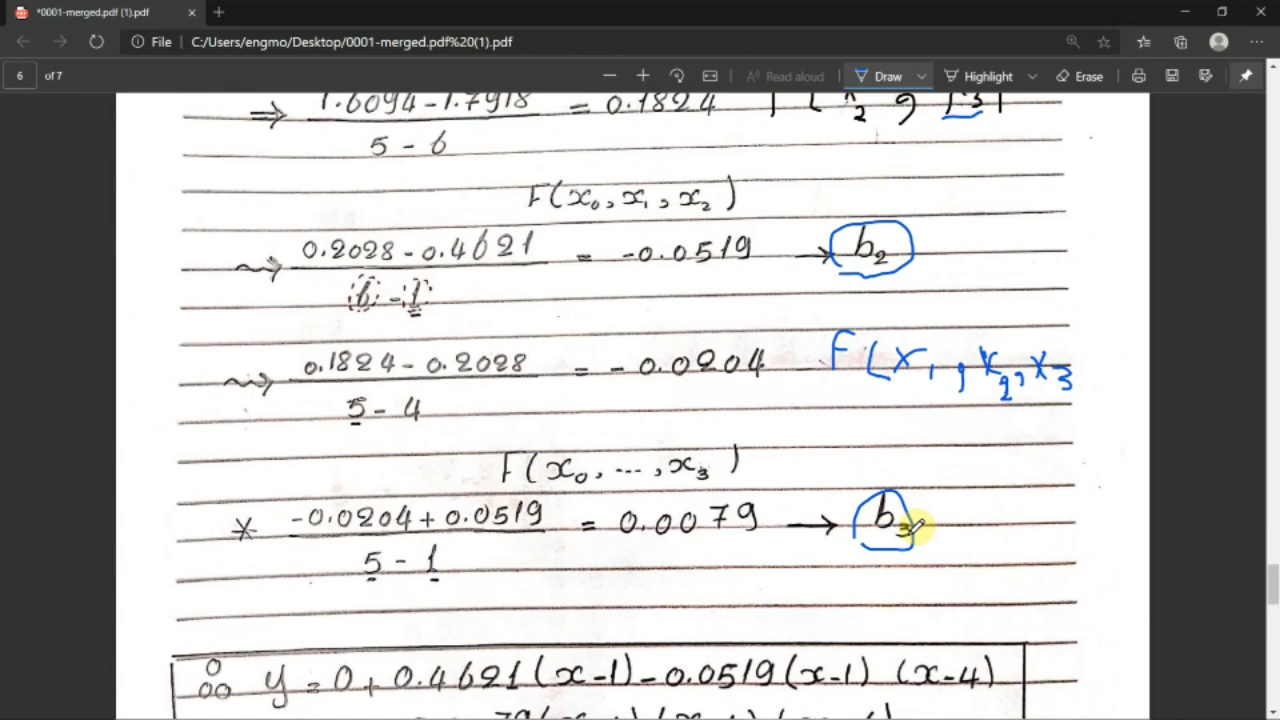 *0001-merged.pdf (1).pdf
File | C:/Users/engmo/Desktop/0001-merged.pdf%20(1).pdf
6 of 7 Read aloud Draw Highlight Erase
⇒ 1.6094 - 1.7918 = 0.1824
5 - 6
F(x₀, x₁, x₂)
0.2028 - 0.4621 = -0.0519 → b₂
6 - 1
0.1824 - 0.2028 = -0.0204 F(x₁, x₂, x₃
5 - 4
F(x₀, ..., x₃)
* -0.0204 + 0.0519 = 0.0079 → b₃
5 - 1
y = 0 + 0.4621(x-1) - 0.0519(x-1) (x-4)